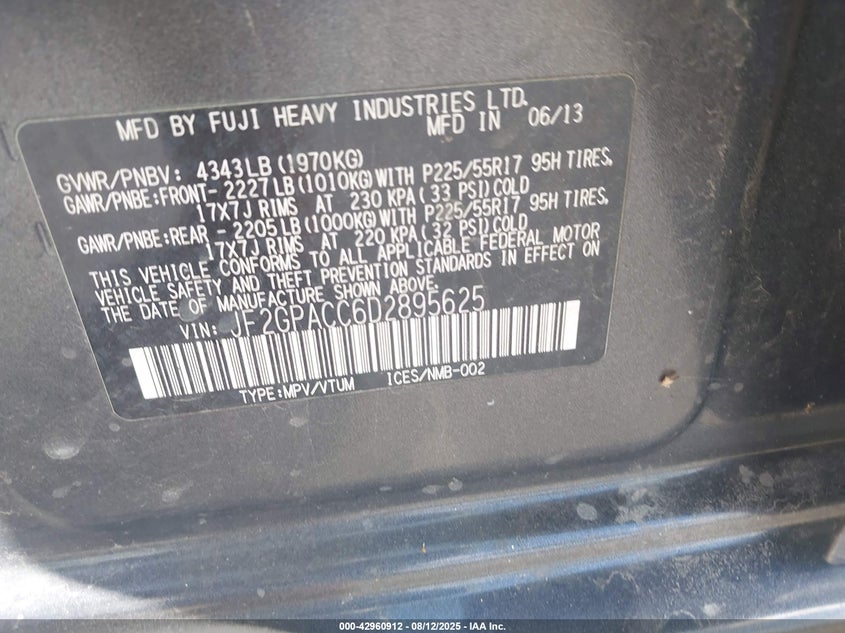 MFD BY FUJI HEAVY INDUSTRIES LTD.
MFD IN 06/13
GVWR/PNBV: 4343LB(1970KG)
GAWR/PNBE:FRONT- 2227LB(1010KG)WITH P225/55R17 95H TIRES,
17X7J RIMS AT 230 KPA(33 PSI)COLD
GAWR/PNBE:REAR - 2205LB(1000KG)WITH P225/55R17 95H TIRES,
17X7J RIMS AT 220 KPA(32 PSI)COLD
THIS VEHICLE CONFORMS TO ALL APPLICABLE FEDERAL MOTOR
VEHICLE SAFETY AND THEFT PREVENTION STANDARDS IN EFFECT ON
THE DATE OF MANUFACTURE SHOWN ABOVE.
VIN: JF2GPACC6D2895625
TYPE:MPV/VTUM ICES/NMB-002
000-42960912 - 08/12/2025 - IAA Inc.